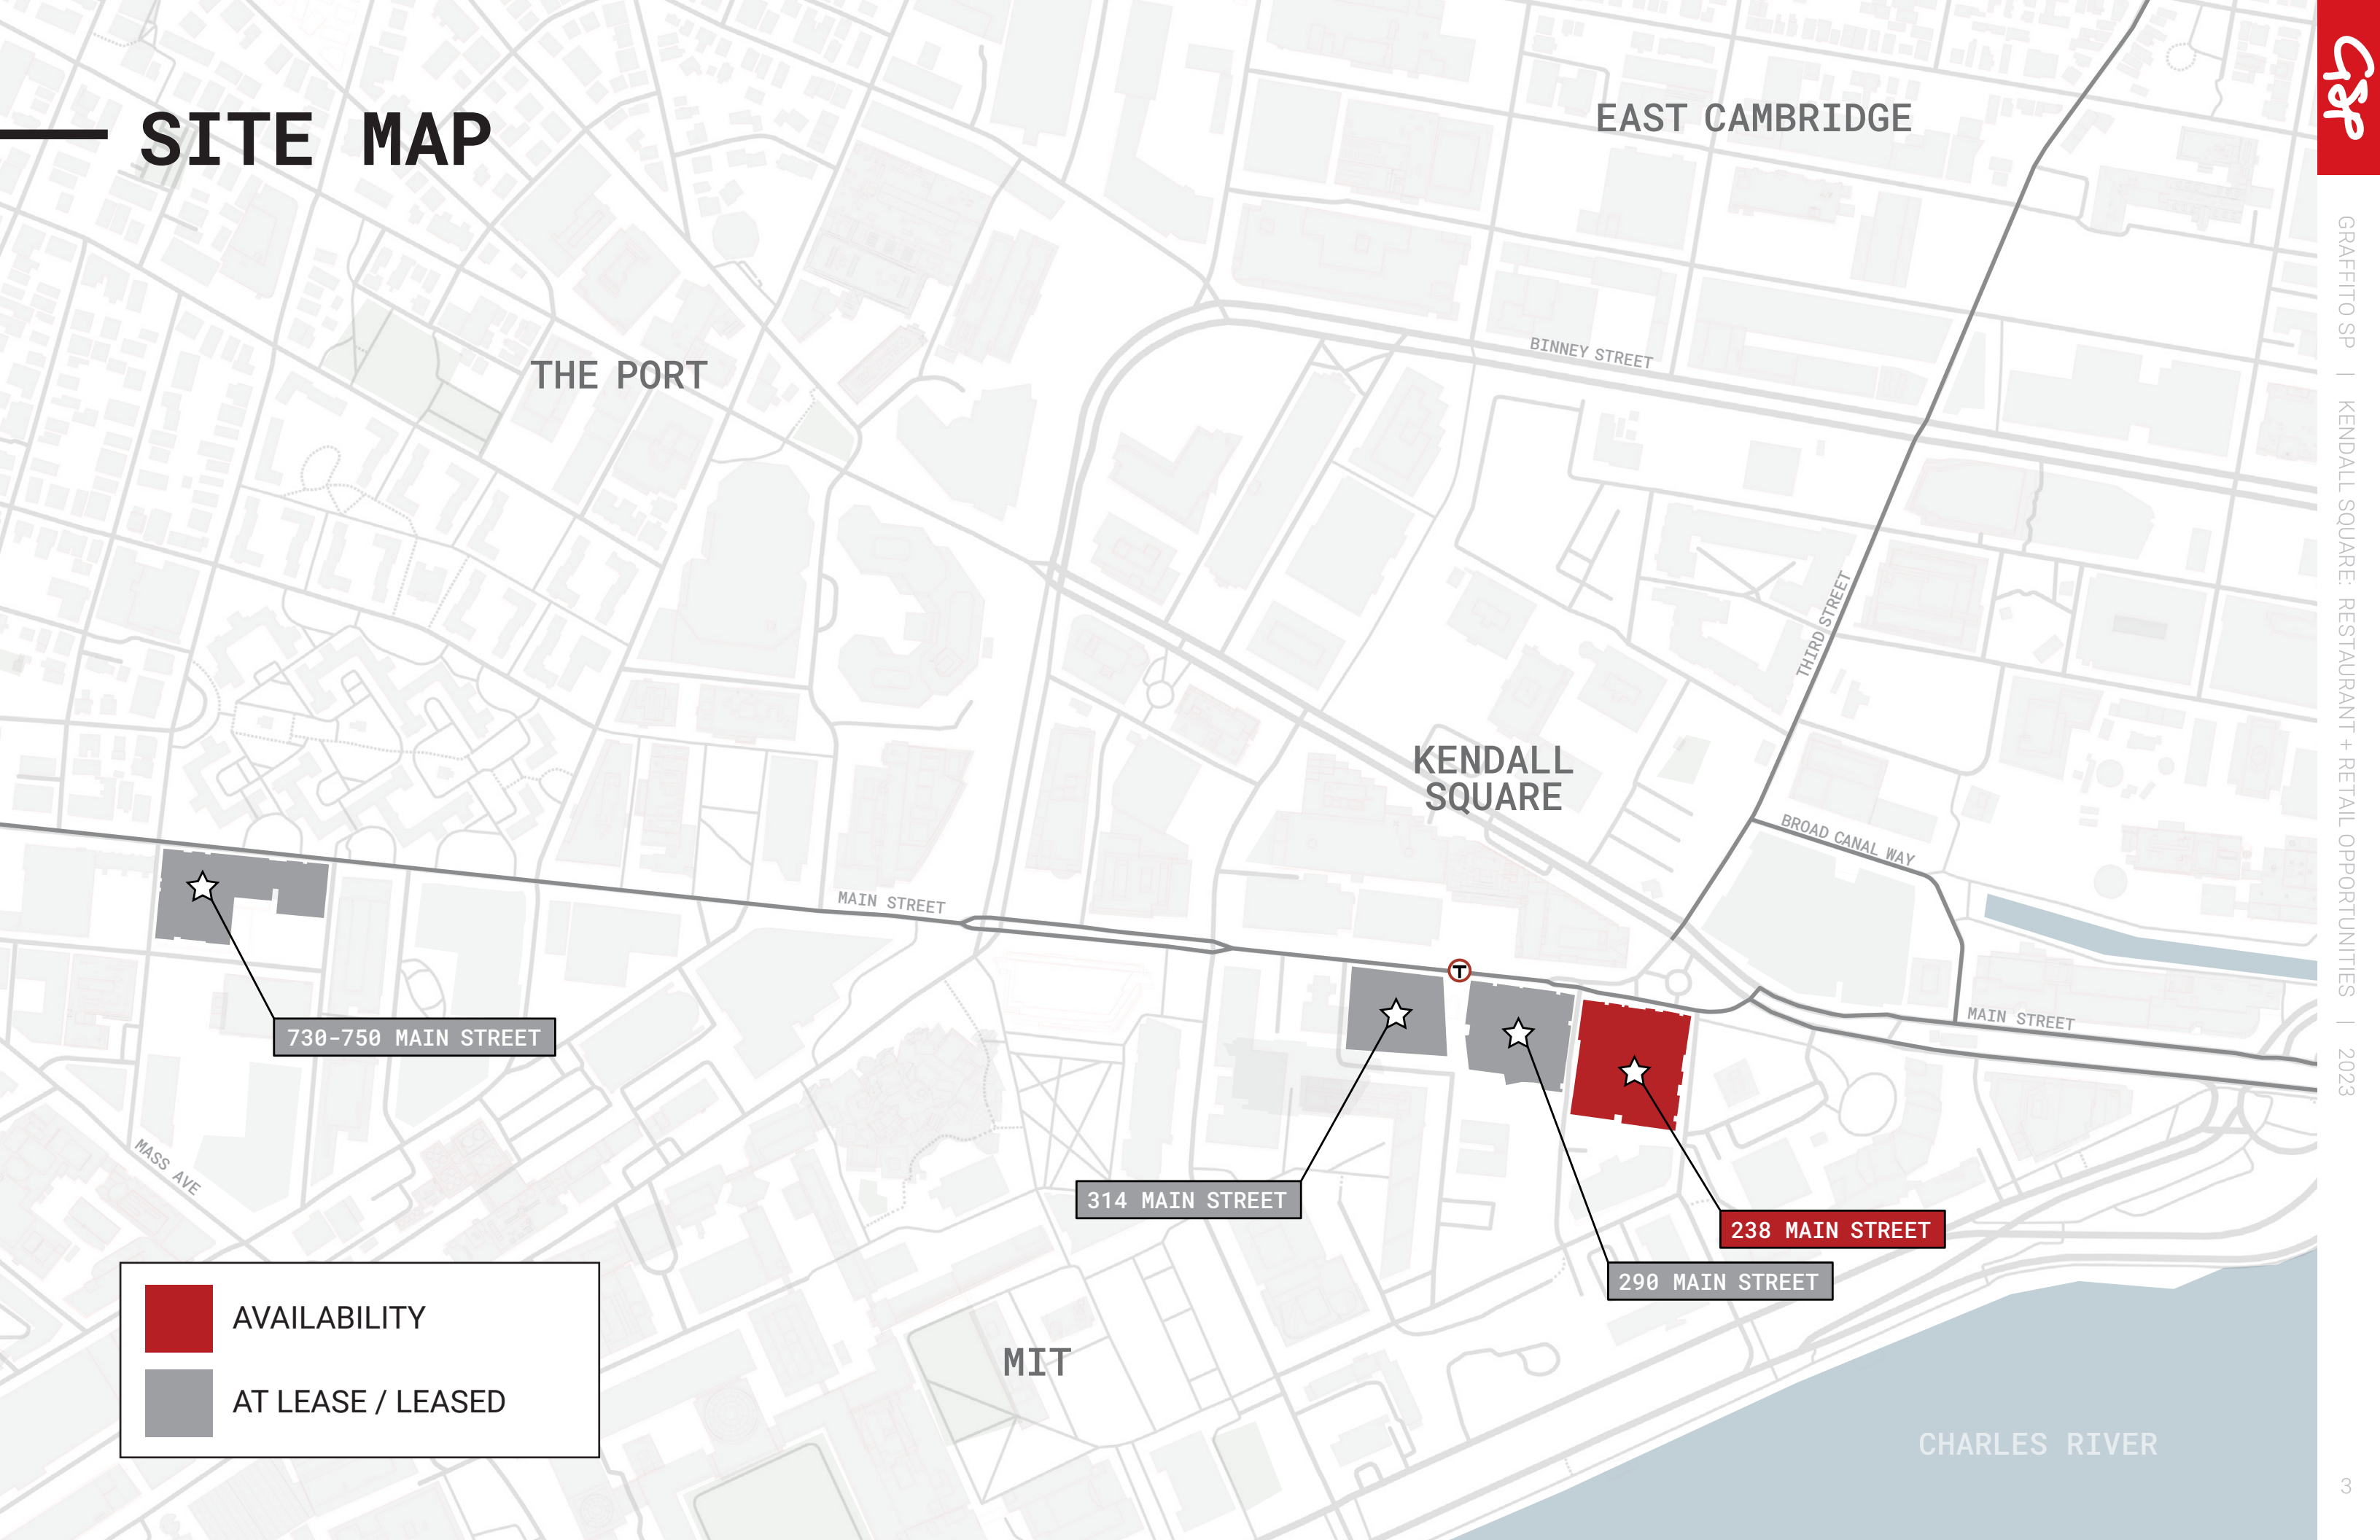 SITE MAP
EAST CAMBRIDGE
THE PORT
BINNEY STREET
THIRD STREET
KENDALL
SQUARE
BROAD CANAL WAY
MAIN STREET
T
MAIN STREET
730-750 MAIN STREET
MASS AVE
314 MAIN STREET
238 MAIN STREET
290 MAIN STREET
AVAILABILITY
AT LEASE / LEASED
MIT
CHARLES RIVER
GSP
GRAFFITO SP | KENDALL SQUARE: RESTAURANT + RETAIL OPPORTUNITIES | 2023
3